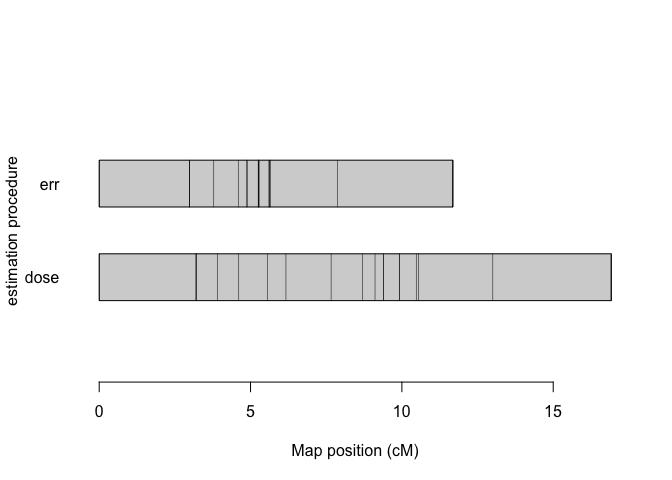 estimation procedure
err
dose
0 5 10 15
Map position (cM)